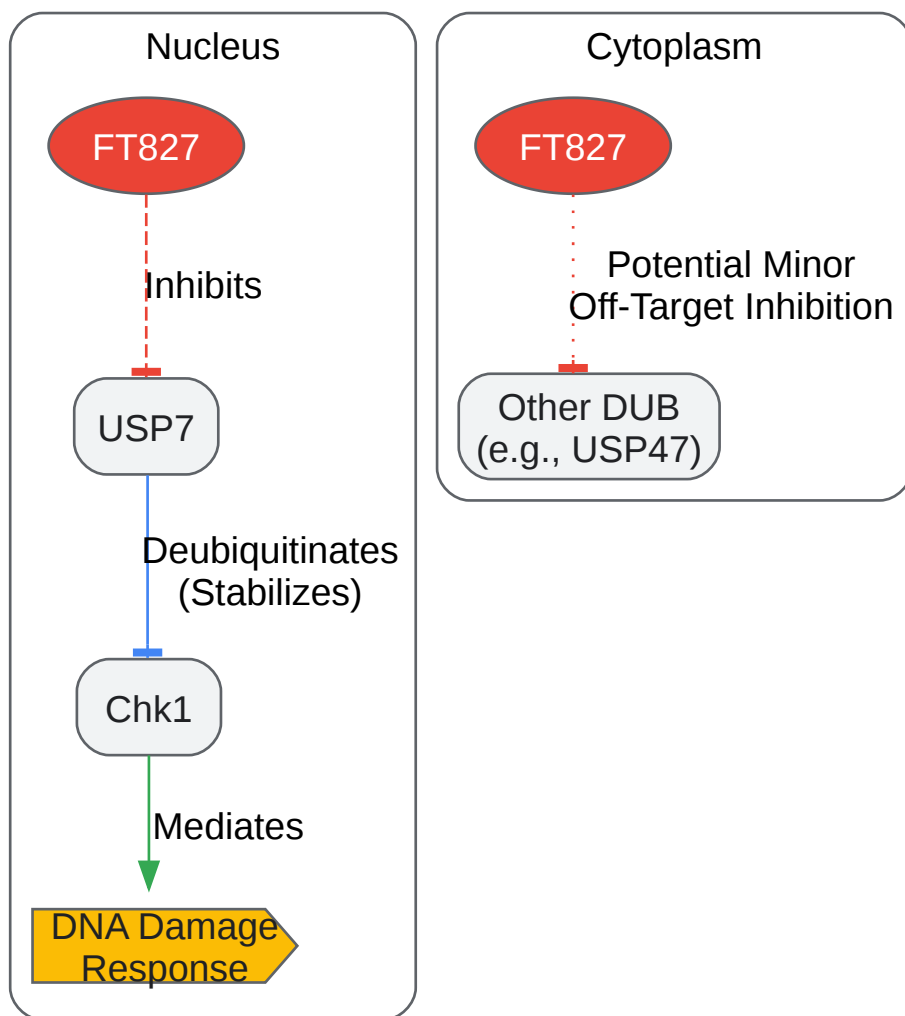 Nucleus
FT827
Inhibits
USP7
Deubiquitinates
(Stabilizes)
Chk1
Mediates
DNA Damage
Response
Cytoplasm
FT827
Potential Minor
Off-Target Inhibition
Other DUB
(e.g., USP47)